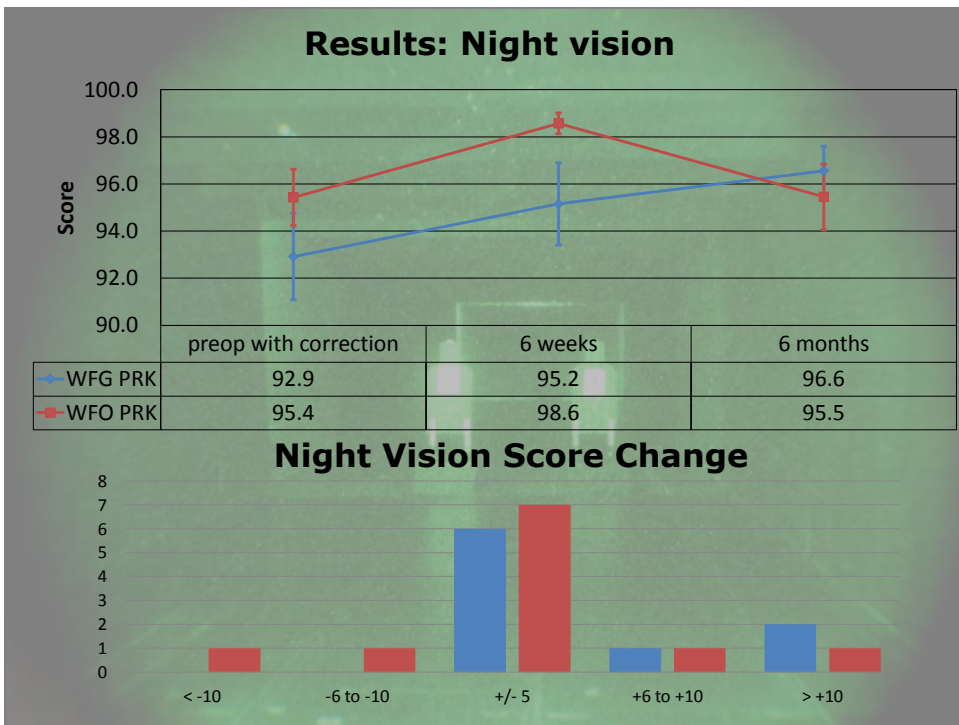 Results: Night vision
100.0
98.0
96.0
94.0
92.0
90.0
Score
preop with correction 6 weeks 6 months
WFG PRK 92.9 95.2 96.6
WFO PRK 95.4 98.6 95.5
Night Vision Score Change
8
7
6
5
4
3
2
1
0
< -10 -6 to -10 +/- 5 +6 to +10 > +10